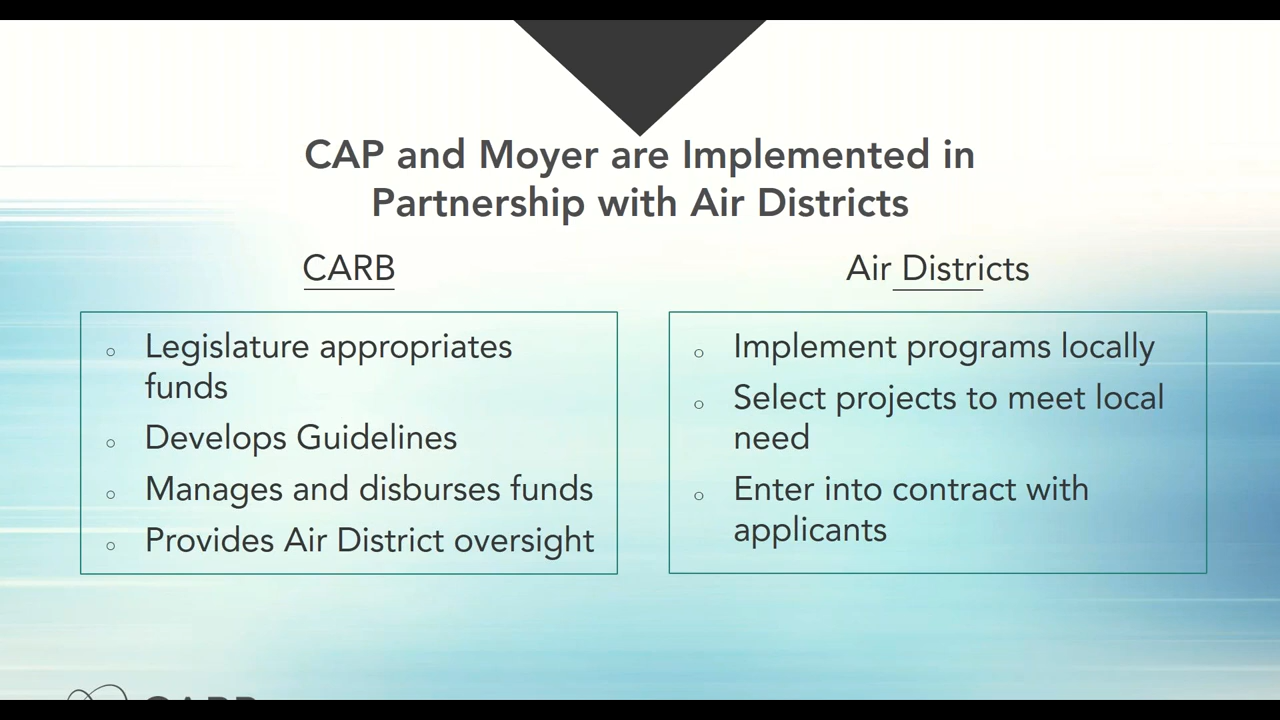 CAP and Moyer are Implemented in
Partnership with Air Districts
CARB
Legislature appropriates
funds
Develops Guidelines
Manages and disburses funds
Provides Air District oversight
Air Districts
Implement programs locally
Select projects to meet local
need
Enter into contract with
applicants